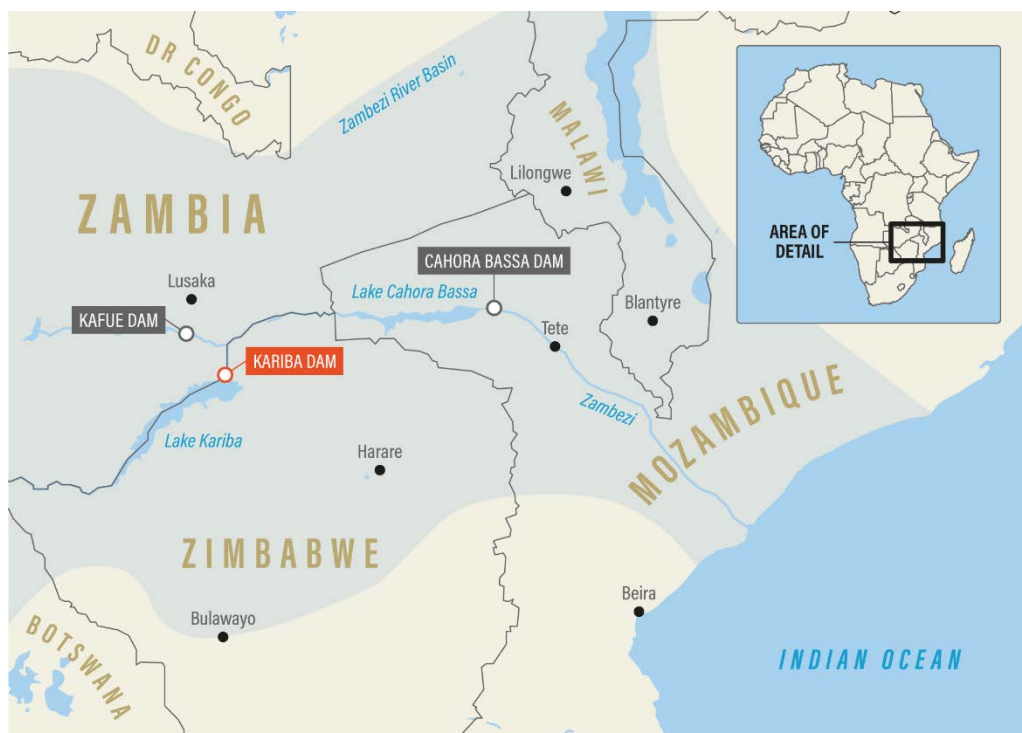 DR CONGO
Zambezi River Basin
MALAWI
Lilongwe
ZAMBIA
AREA OF
DETAIL
CAHORA BASSA DAM
Lusaka
Lake Cahora Bassa
Blantyre
KAFUE DAM
Tete
KARIBA DAM
Zambezi
MOZAMBIQUE
Lake Kariba
Harare
ZIMBABWE
Beira
Bulawayo
BOTSWANA
INDIAN OCEAN